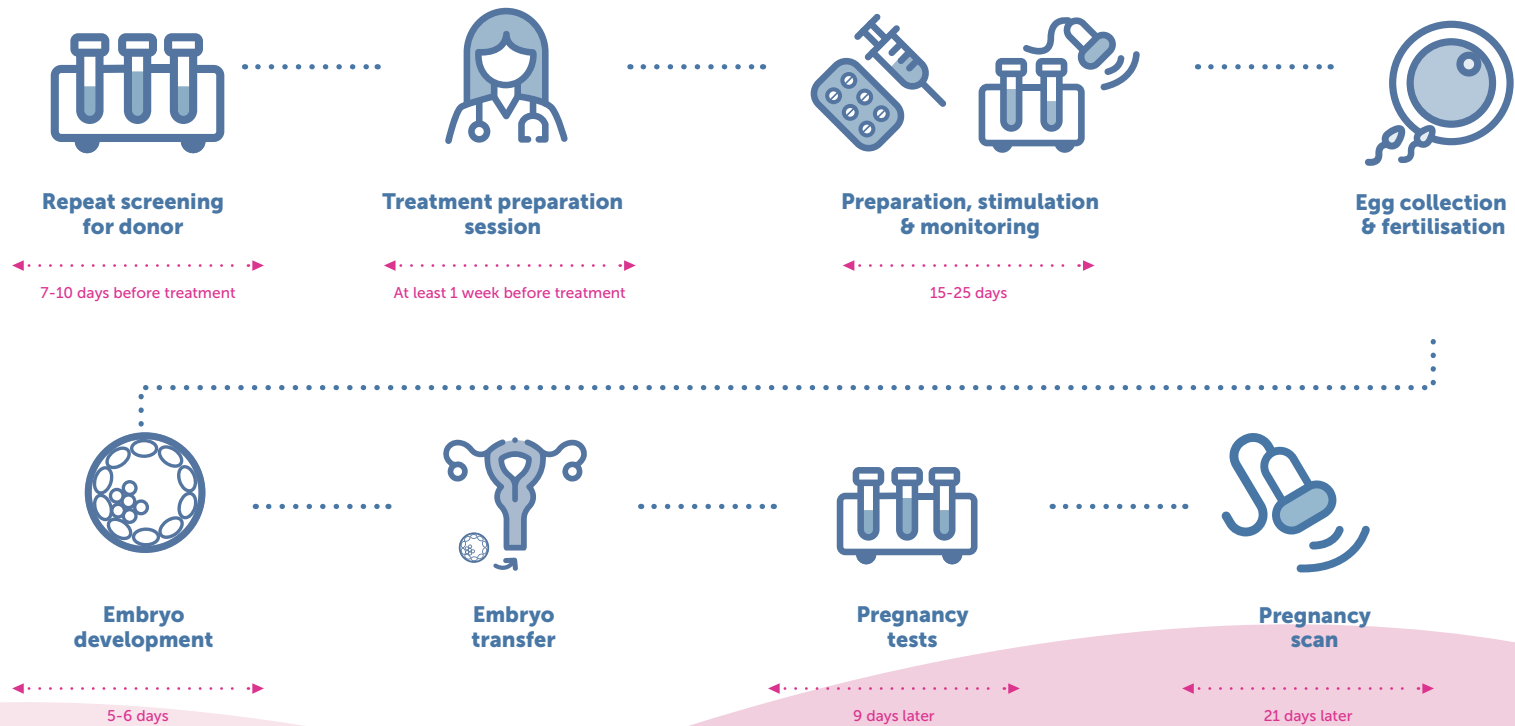 Repeat screening
for donor
7-10 days before treatment
Treatment preparation
session
At least 1 week before treatment
Preparation, stimulation
& monitoring
15-25 days
Egg collection
& fertilisation
Embryo
development
5-6 days
Embryo
transfer
Pregnancy
tests
9 days later
Pregnancy
scan
21 days later